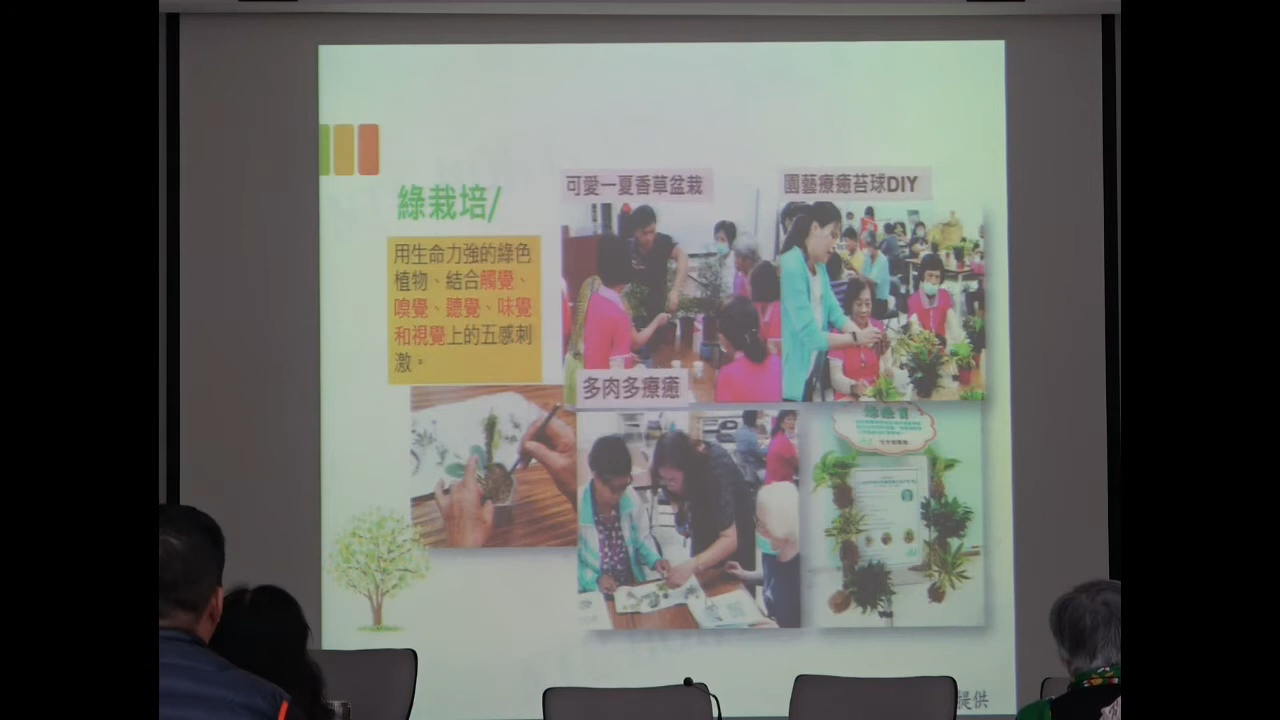 綠栽培/
用生命力強的綠色
植物、結合觸覺、
嗅覺、聽覺、味覺
和視覺上的五感刺
激。
可愛一夏香草盆栽
園藝療癒苔球DIY
多肉多療癒
提供